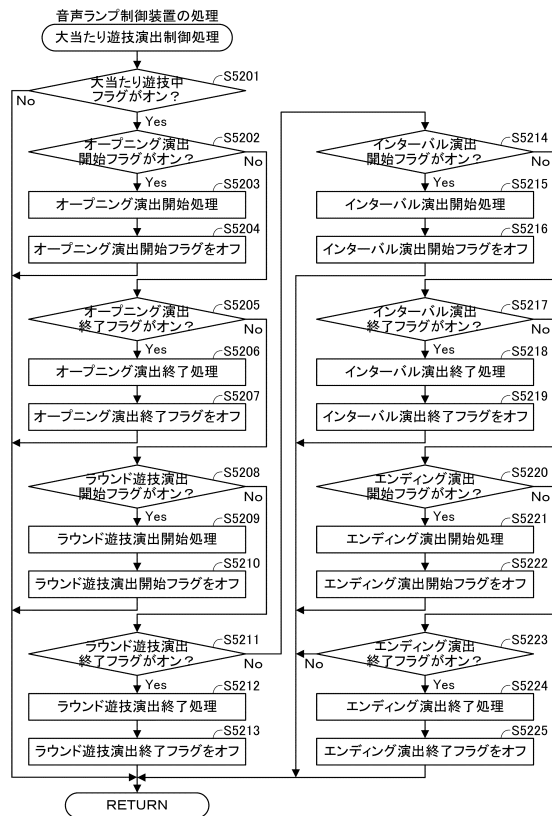 音声ランプ制御装置の処理
大当たり遊技演出制御処理
S5201
大当たり遊技中
フラグがオン？
No
Yes
S5202
オープニング演出
開始フラグがオン？
No
Yes
S5203
オープニング演出開始処理
S5204
オープニング演出開始フラグをオフ
S5205
オープニング演出
終了フラグがオン？
No
Yes
S5206
オープニング演出終了処理
S5207
オープニング演出終了フラグをオフ
S5208
ラウンド遊技演出
開始フラグがオン？
No
Yes
S5209
ラウンド遊技演出開始処理
S5210
ラウンド遊技演出開始フラグをオフ
S5211
ラウンド遊技演出
終了フラグがオン？
No
Yes
S5212
ラウンド遊技演出終了処理
S5213
ラウンド遊技演出終了フラグをオフ
S5214
インターバル演出
開始フラグがオン？
No
Yes
S5215
インターバル演出開始処理
S5216
インターバル演出開始フラグをオフ
S5217
インターバル演出
終了フラグがオン？
No
Yes
S5218
インターバル演出終了処理
S5219
インターバル演出終了フラグをオフ
S5220
エンディング演出
開始フラグがオン？
No
Yes
S5221
エンディング演出開始処理
S5222
エンディング演出開始フラグをオフ
S5223
エンディング演出
終了フラグがオン？
No
Yes
S5224
エンディング演出終了処理
S5225
エンディング演出終了フラグをオフ
RETURN